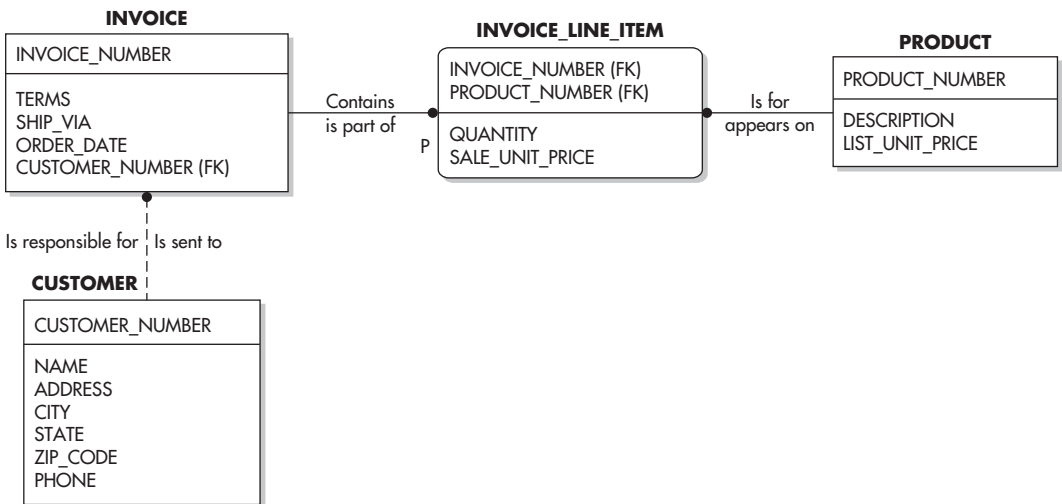 INVOICE
INVOICE_NUMBER
TERMS
SHIP_VIA
ORDER_DATE
CUSTOMER_NUMBER (FK)
Contains
is part of
P
INVOICE_LINE_ITEM
INVOICE_NUMBER (FK)
PRODUCT_NUMBER (FK)
QUANTITY
SALE_UNIT_PRICE
Is for
appears on
PRODUCT
PRODUCT_NUMBER
DESCRIPTION
LIST_UNIT_PRICE
Is responsible for
Is sent to
CUSTOMER
CUSTOMER_NUMBER
NAME
ADDRESS
CITY
STATE
ZIP_CODE
PHONE